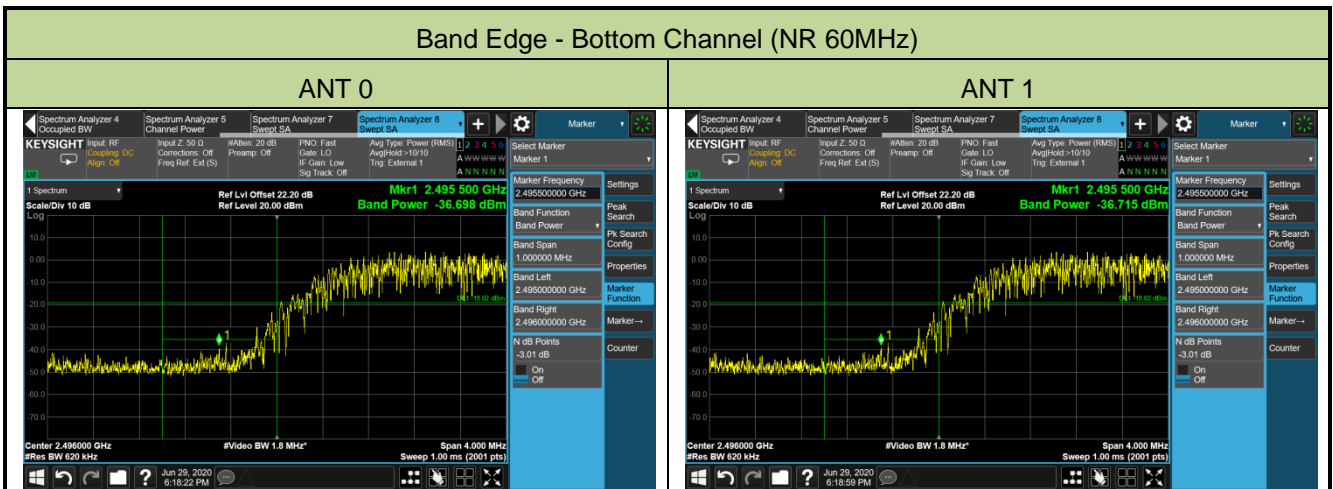 Band Edge - Bottom Channel (NR 60MHz)
ANT 0
ANT 1
Spectrum Analyzer 4
Occupied BW
Spectrum Analyzer 5
Channel Power
Spectrum Analyzer 7
Swept SA
Spectrum Analyzer 8
Swept SA
Marker
KEYSIGHT
Input: RF
Coupling: DC
Align: Off
Input Z: 50 Ω
Corrections: Off
Freq Ref: Ext (S)
#Atten: 20 dB
Preamp: Off
PNO: Fast
Gate: LO
IF Gain: Low
Sig Track: Off
Avg Type: Power (RMS)
Avg|Hold:>10/10
Trig: External 1
1 2 3 4 5 6
A W W W W W
A N N N N N
LXI
1 Spectrum
Scale/Div 10 dB
Log
Ref Lvl Offset 22.20 dB
Ref Level 20.00 dBm
Mkr1 2.495 500 GHz
Band Power -36.698 dBm
10.0
0.00
-10.0
-20.0
-30.0
-40.0
-50.0
-60.0
-70.0
DL1 -19.02 dBm
1
Center 2.496000 GHz
#Res BW 620 kHz
#Video BW 1.8 MHz*
Span 4.000 MHz
Sweep 1.00 ms (2001 pts)
Select Marker
Marker 1
Marker Frequency
2.495500000 GHz
Band Function
Band Power
Band Span
1.000000 MHz
Band Left
2.495000000 GHz
Band Right
2.496000000 GHz
N dB Points
-3.01 dB
On
Off
Settings
Peak
Search
Pk Search
Config
Properties
Marker
Function
Marker→
Counter
Jun 29, 2020
6:18:22 PM
Spectrum Analyzer 4
Occupied BW
Spectrum Analyzer 5
Channel Power
Spectrum Analyzer 7
Swept SA
Spectrum Analyzer 8
Swept SA
Marker
KEYSIGHT
Input: RF
Coupling: DC
Align: Off
Input Z: 50 Ω
Corrections: Off
Freq Ref: Ext (S)
#Atten: 20 dB
Preamp: Off
PNO: Fast
Gate: LO
IF Gain: Low
Sig Track: Off
Avg Type: Power (RMS)
Avg|Hold:>10/10
Trig: External 1
1 2 3 4 5 6
A W W W W W
A N N N N N
LXI
1 Spectrum
Scale/Div 10 dB
Log
Ref Lvl Offset 22.20 dB
Ref Level 20.00 dBm
Mkr1 2.495 500 GHz
Band Power -36.715 dBm
10.0
0.00
-10.0
-20.0
-30.0
-40.0
-50.0
-60.0
-70.0
DL1 -19.02 dBm
1
Center 2.496000 GHz
#Res BW 620 kHz
#Video BW 1.8 MHz*
Span 4.000 MHz
Sweep 1.00 ms (2001 pts)
Select Marker
Marker 1
Marker Frequency
2.495500000 GHz
Band Function
Band Power
Band Span
1.000000 MHz
Band Left
2.495000000 GHz
Band Right
2.496000000 GHz
N dB Points
-3.01 dB
On
Off
Settings
Peak
Search
Pk Search
Config
Properties
Marker
Function
Marker→
Counter
Jun 29, 2020
6:18:59 PM